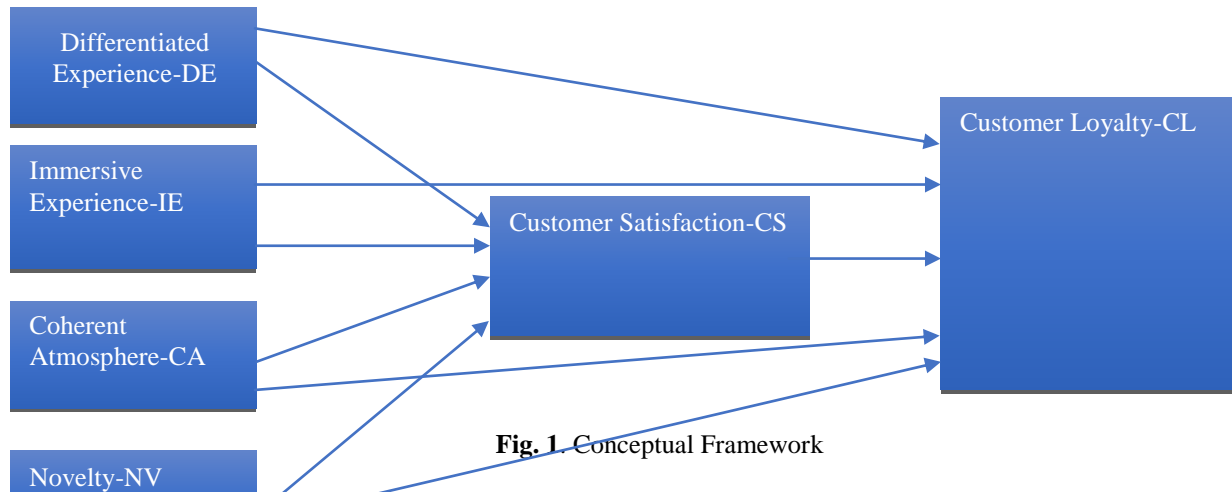 Differentiated
Experience-DE
Immersive
Experience-IE
Coherent
Atmosphere-CA
Novelty-NV
Customer Satisfaction-CS
Customer Loyalty-CL
Fig. 1. Conceptual Framework